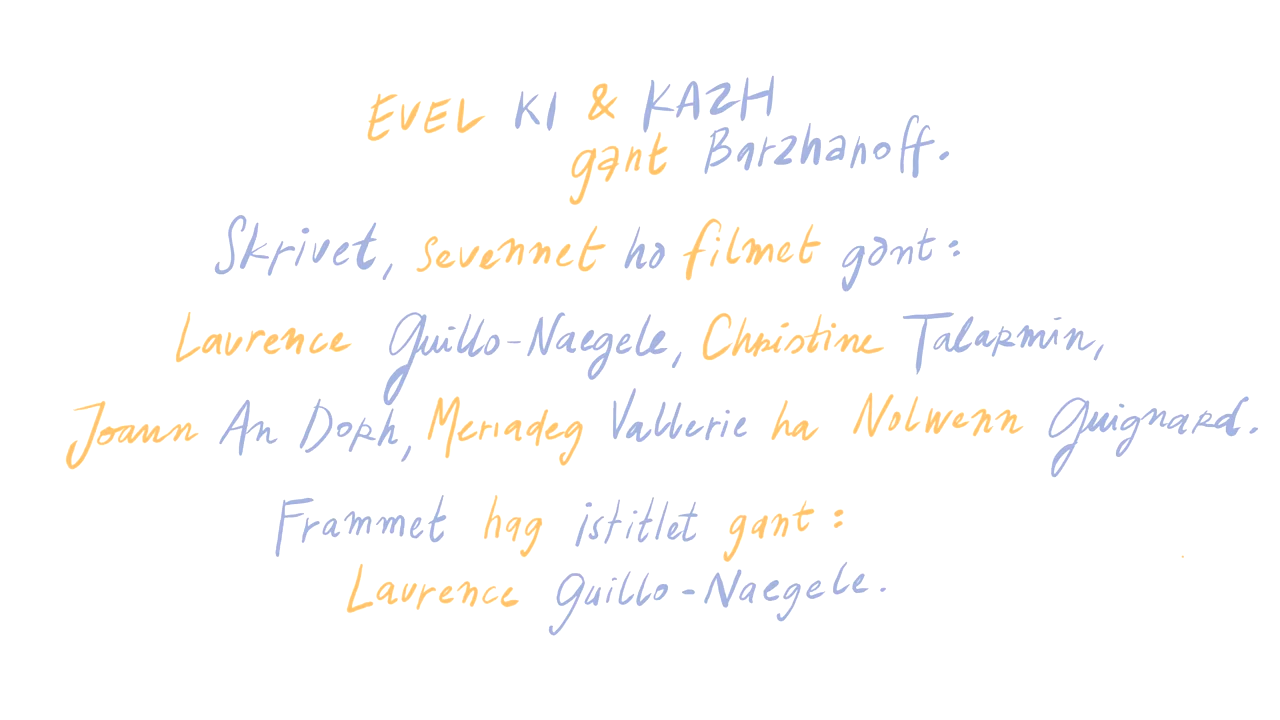 EVEL KI & KAZH
gant Barzhanoff.
Skrivet, sevennet ha filmet gant :
Laurence Guillo-Naegele, Christine Talarmin,
Joann An Dorh, Meriadeg Vallerie ha Nolwenn Guignard.
Frammet hag istitlet gant :
Laurence Guillo-Naegele.